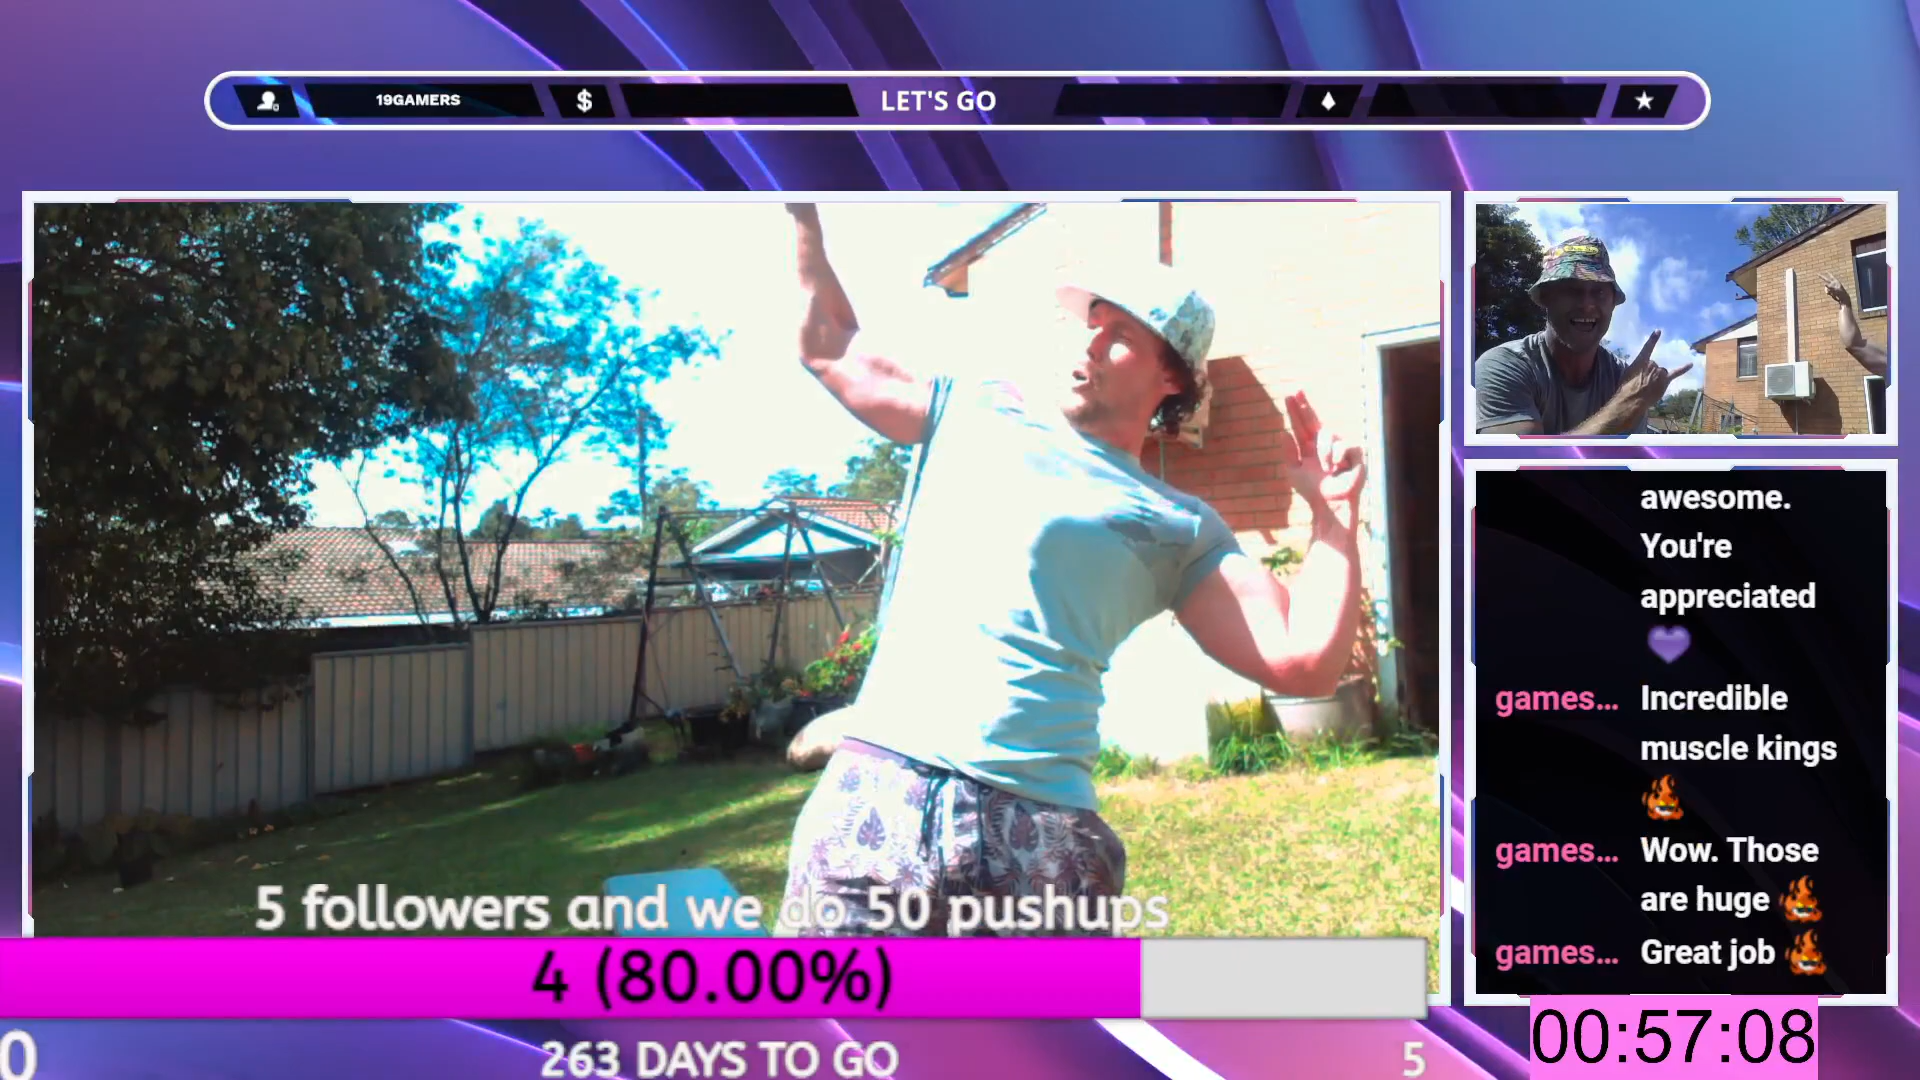 19GAMERS
$
LET'S GO
awesome.
You're
appreciated
games... Incredible
muscle kings
games... Wow. Those
are huge
games... Great job
5 followers and we do 50 pushups
4 (80.00%)
0
263 DAYS TO GO
5
00:57:08